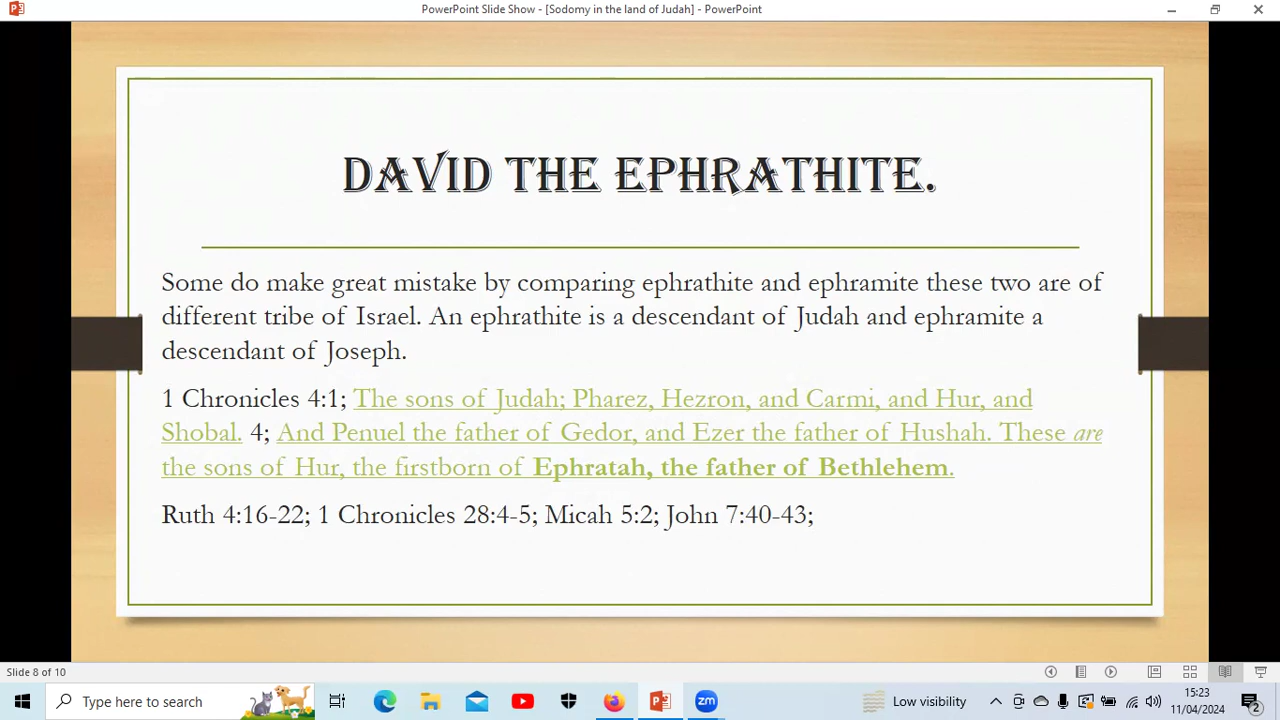 PowerPoint Slide Show - [Sodomy in the land of Judah] - PowerPoint
DAVID THE EPHRATHITE.
Some do make great mistake by comparing ephrathite and ephramite these two are of
different tribe of Israel. An ephrathite is a descendant of Judah and ephramite a
descendant of Joseph.
1 Chronicles 4:1; The sons of Judah; Pharez, Hezron, and Carmi, and Hur, and
Shobal. 4; And Penuel the father of Gedor, and Ezer the father of Hushah. These are
the sons of Hur, the firstborn of Ephratah, the father of Bethlehem.
Ruth 4:16-22; 1 Chronicles 28:4-5; Micah 5:2; John 7:40-43;
Slide 8 of 10
Type here to search
zm
Low visibility
15:23
11/04/2024
2